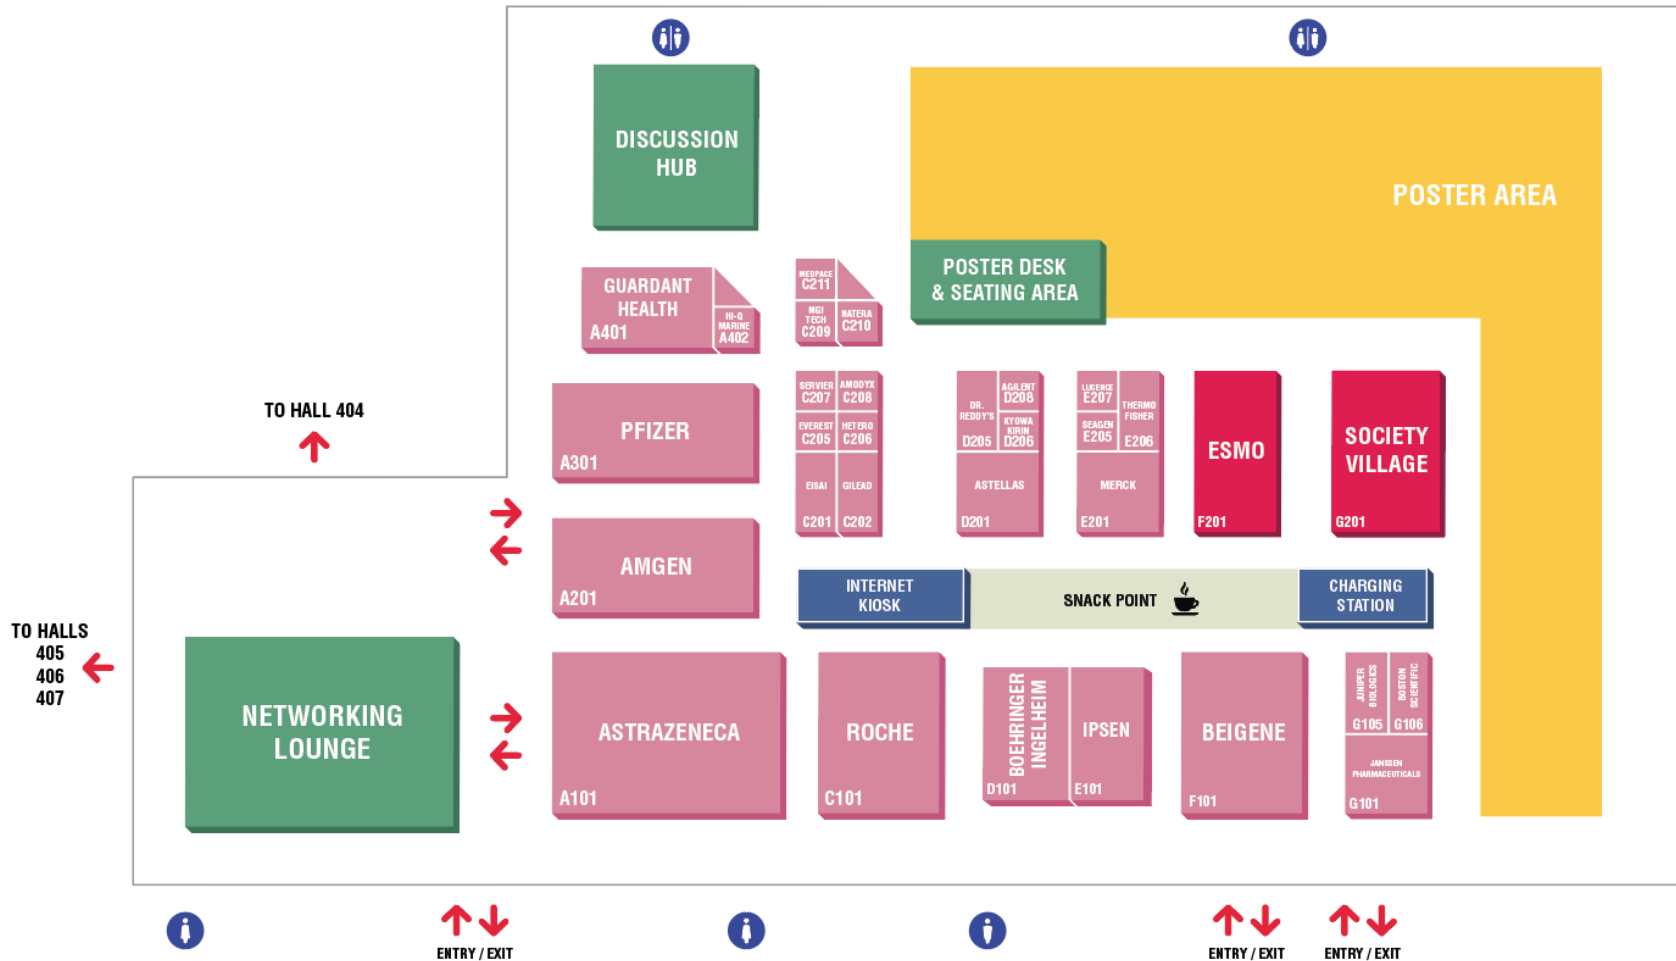 DISCUSSION
HUB
POSTER AREA
POSTER DESK
& SEATING AREA
GUARDANT
HEALTH
A401
HI-Q
MARINE
A402
MEDPACE
C211
MGI
TECH
C209
NATERA
C210
TO HALL 404
PFIZER
A301
SERVIER
C207
AMODYX
C208
EVEREST
C205
HETERO
C206
EISAI
C201
GILEAD
C202
DR.
REDDY'S
D205
AGILENT
D208
KYOWA
KIRIN
D206
ASTELLAS
D201
LUCENCE
E207
SEAGEN
E205
THERMO
FISHER
E206
MERCK
E201
ESMO
F201
SOCIETY
VILLAGE
G201
AMGEN
A201
INTERNET
KIOSK
SNACK POINT
CHARGING
STATION
TO HALLS
405
406
407
NETWORKING
LOUNGE
ASTRAZENECA
A101
ROCHE
C101
BOEHRINGER
INGELHEIM
D101
IPSEN
E101
BEIGENE
F101
JUNIPER
BIOLOGICS
G105
BOSTON
SCIENTIFIC
G106
JANSSEN
PHARMACEUTICALS
G101
ENTRY / EXIT
ENTRY / EXIT
ENTRY / EXIT